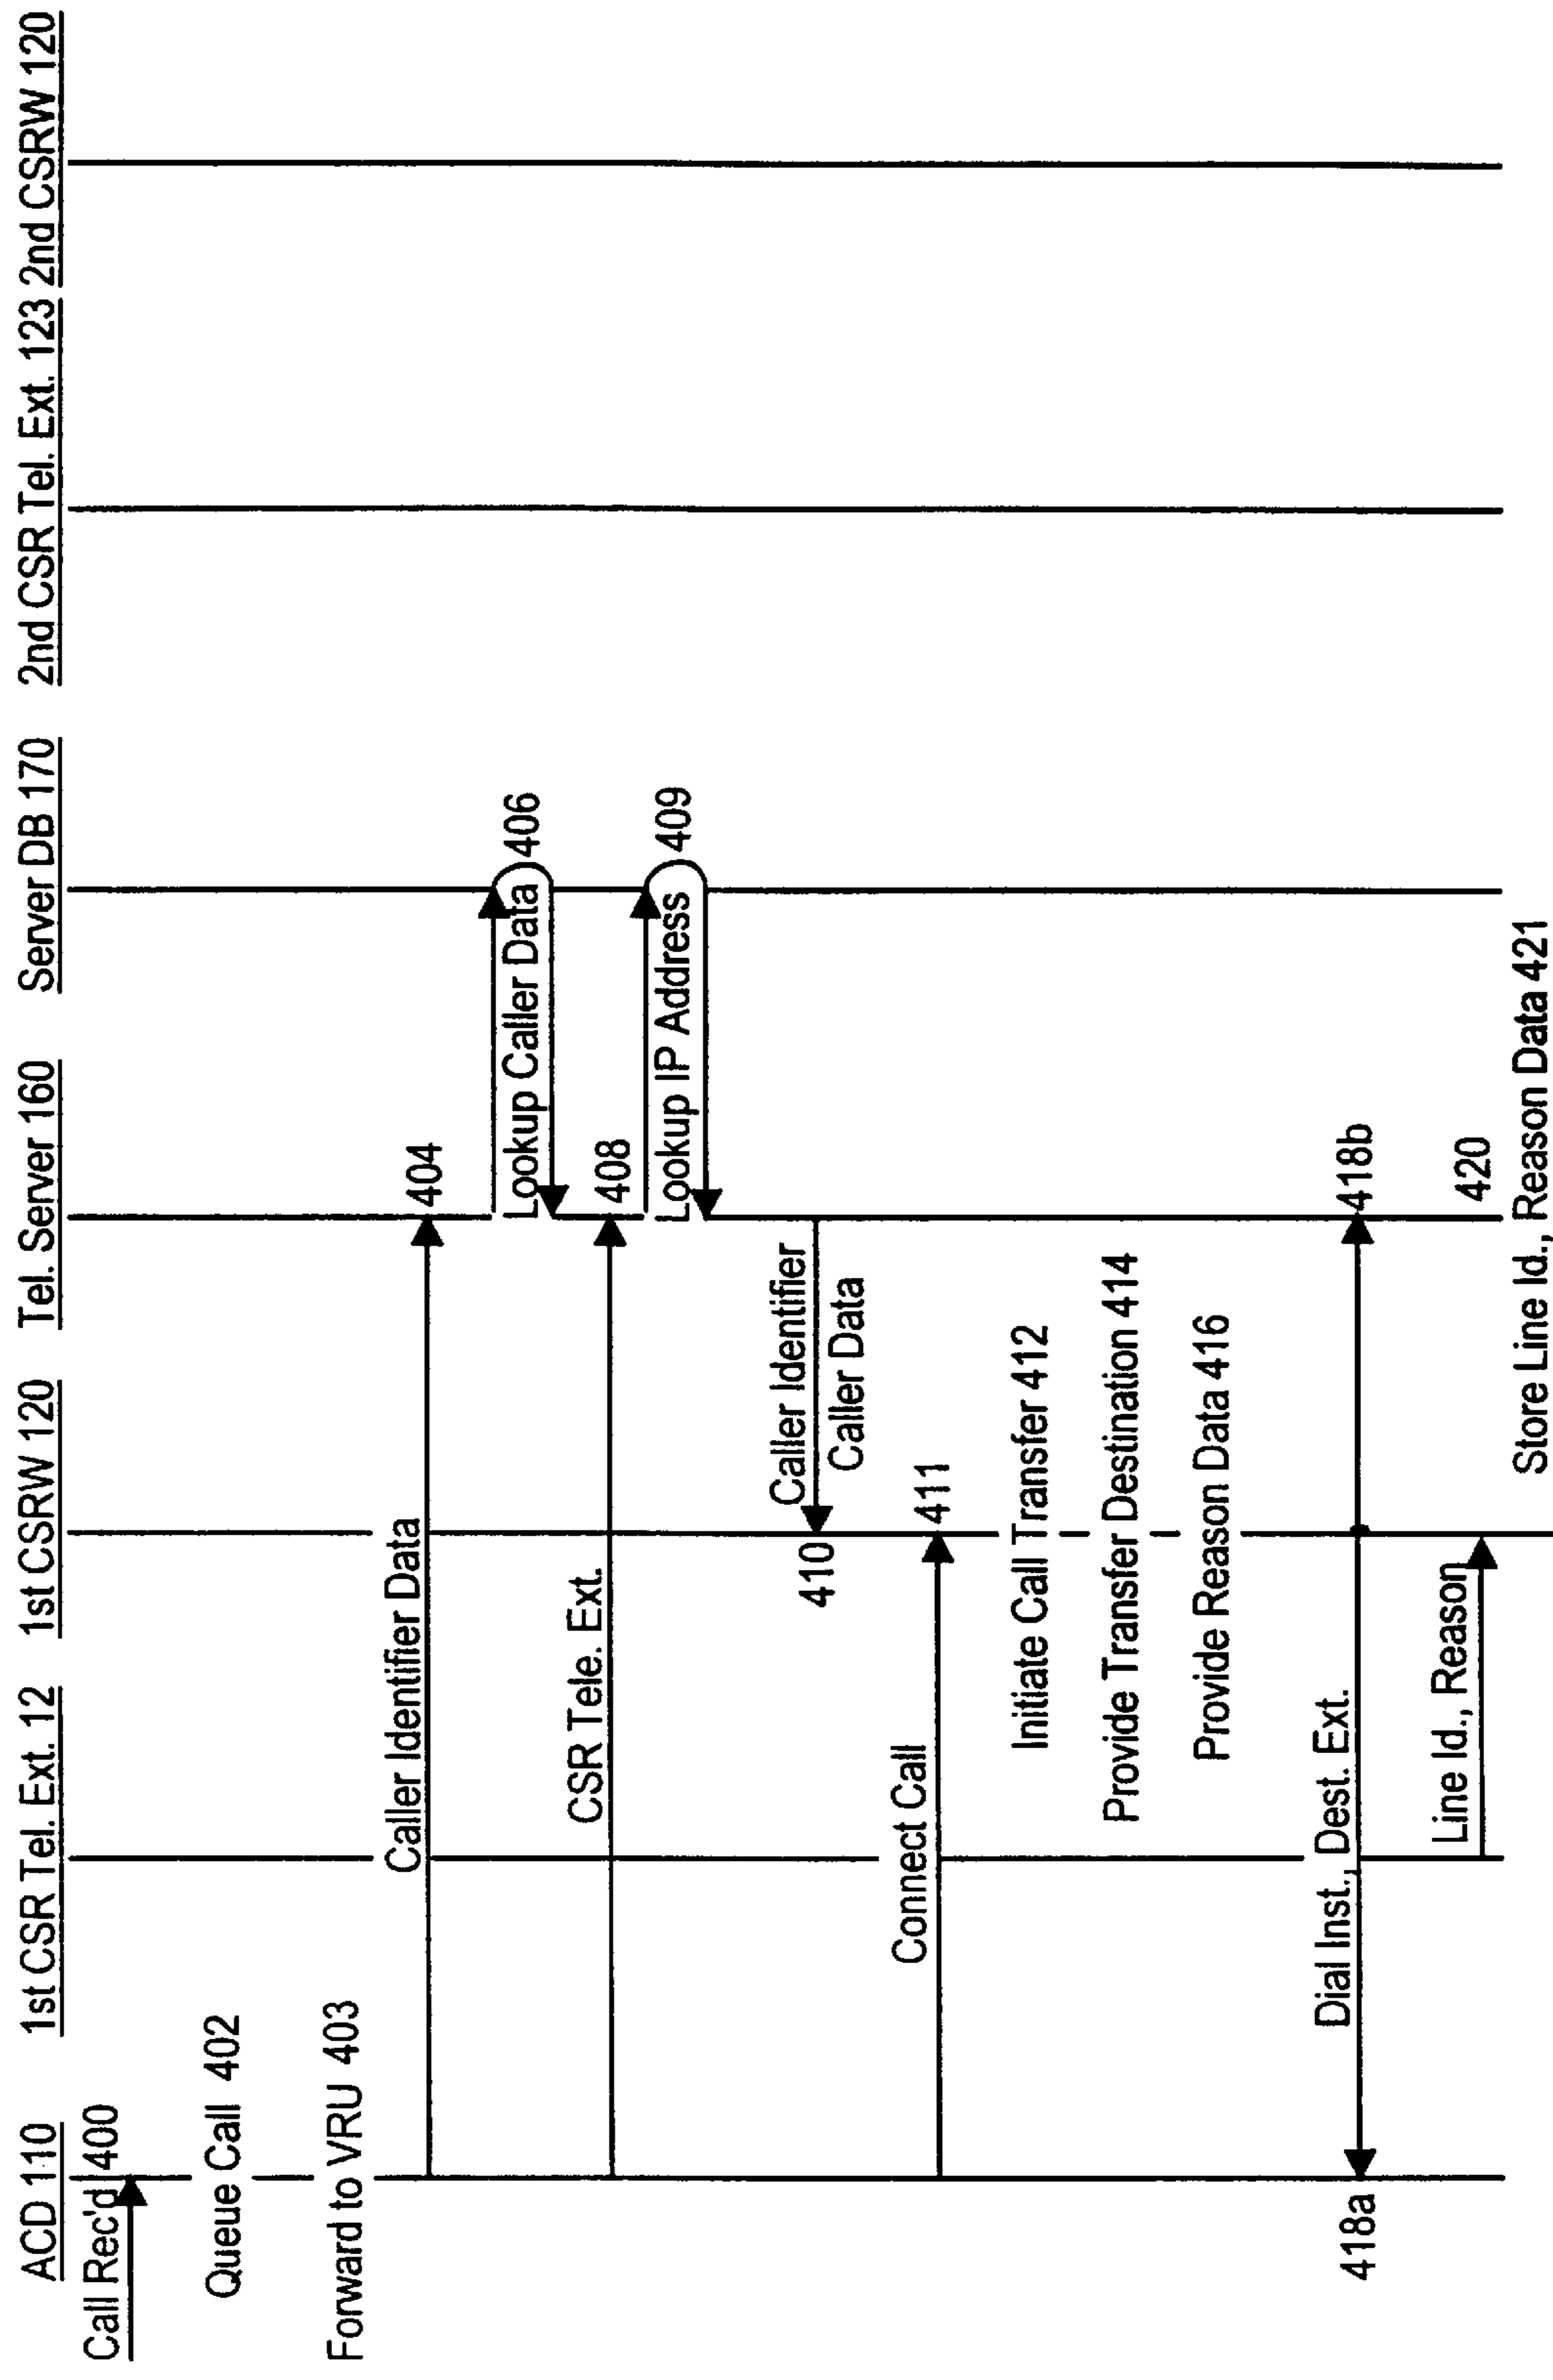 ACD 110
1st CSR Tel. Ext. 12
1st CSRW 120
Tel. Server 160
Server DB 170
2nd CSR Tel. Ext. 123
2nd CSRW 120
Call Rec'd 400
Queue Call 402
Forward to VRU 403
Caller Identifier Data
404
Lookup Caller Data
406
CSR Tele. Ext.
408
Lookup IP Address
409
Caller Identifier
Caller Data
410
Connect Call
411
Initiate Call Transfer 412
Provide Transfer Destination 414
Provide Reason Data 416
418a
Dial Inst., Dest. Ext.
418b
Line Id., Reason
420
Store Line Id., Reason Data 421